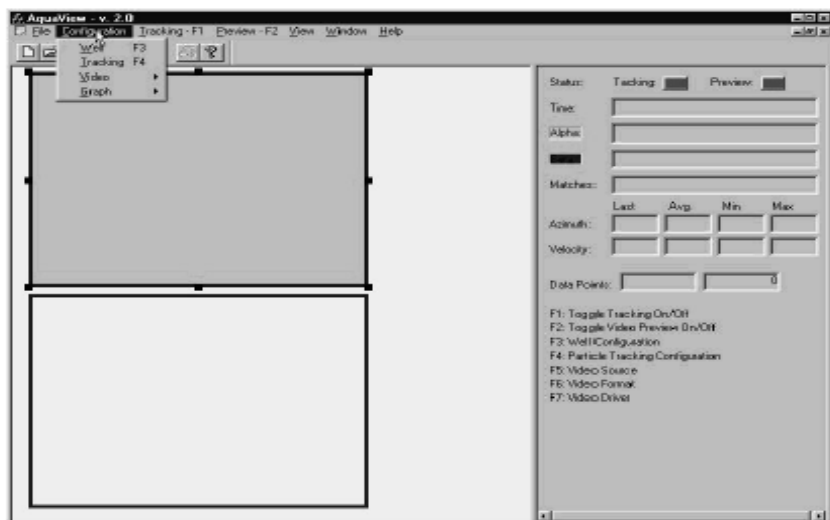 AquaView - v. 2.0
File Configuration Tracking - F1 Preview - F2 View Window Help
Well F3
Tracking F4
Video
Graph
Status: Tracking: Preview:
Time:
Alpha:
Matches:
Last Avg. Min Max
Azimuth:
Velocity:
Data Points: 0
F1: Toggle Tracking On/Off
F2: Toggle Video Preview On/Off
F3: Well Configuration
F4: Particle Tracking Configuration
F5: Video Source
F6: Video Format
F7: Video Driver